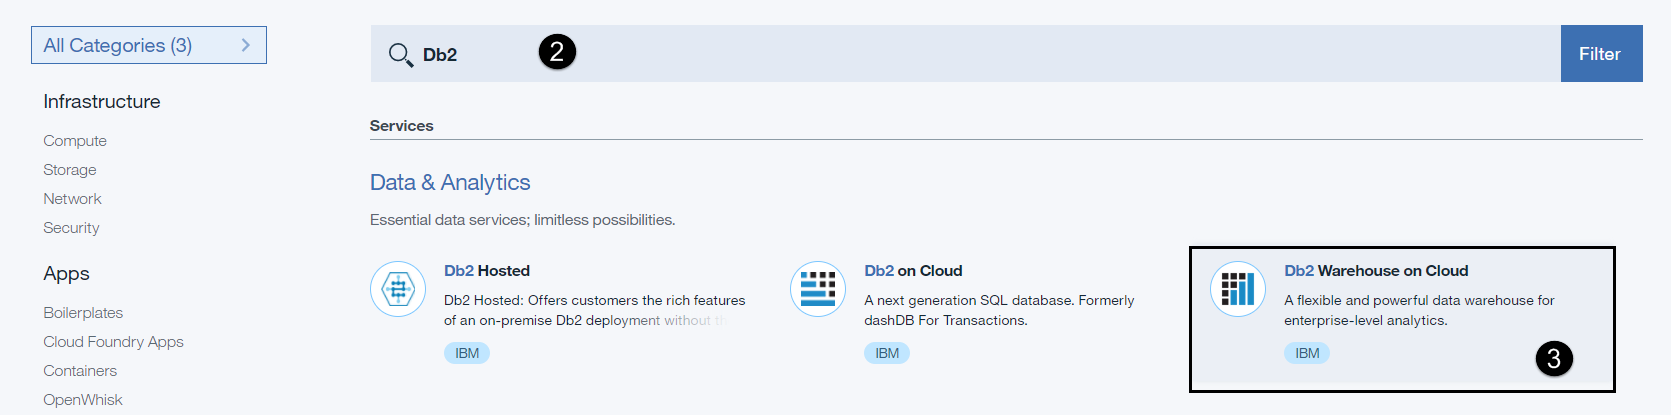 All Categories (3)
Infrastructure
Compute
Storage
Network
Security
Apps
Boilerplates
Cloud Foundry Apps
Containers
OpenWhisk
Db2
2
Filter
Services
Data & Analytics
Essential data services; limitless possibilities.
Db2 Hosted
Db2 Hosted: Offers customers the rich features
of an on-premise Db2 deployment without
IBM
Db2 on Cloud
A next generation SQL database. Formerly
dashDB For Transactions.
IBM
Db2 Warehouse on Cloud
A flexible and powerful data warehouse for
enterprise-level analytics.
IBM
3